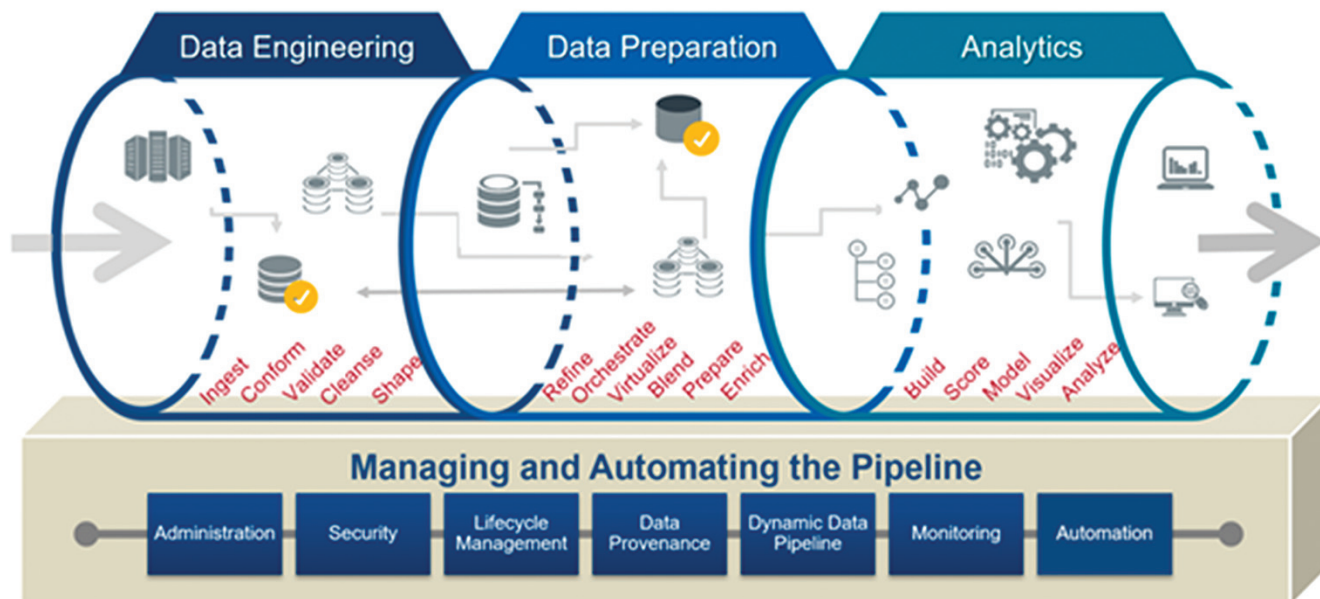 Data Engineering
Data Preparation
Analytics
Ingest
Conform
Validate
Cleanse
Shape
Refine
Orchestrate
Virtualize
Blend
Prepare
Enrich
Build
Score
Model
Visualize
Analyze
Managing and Automating the Pipeline
Administration
Security
Lifecycle
Management
Data
Provenance
Dynamic Data
Pipeline
Monitoring
Automation